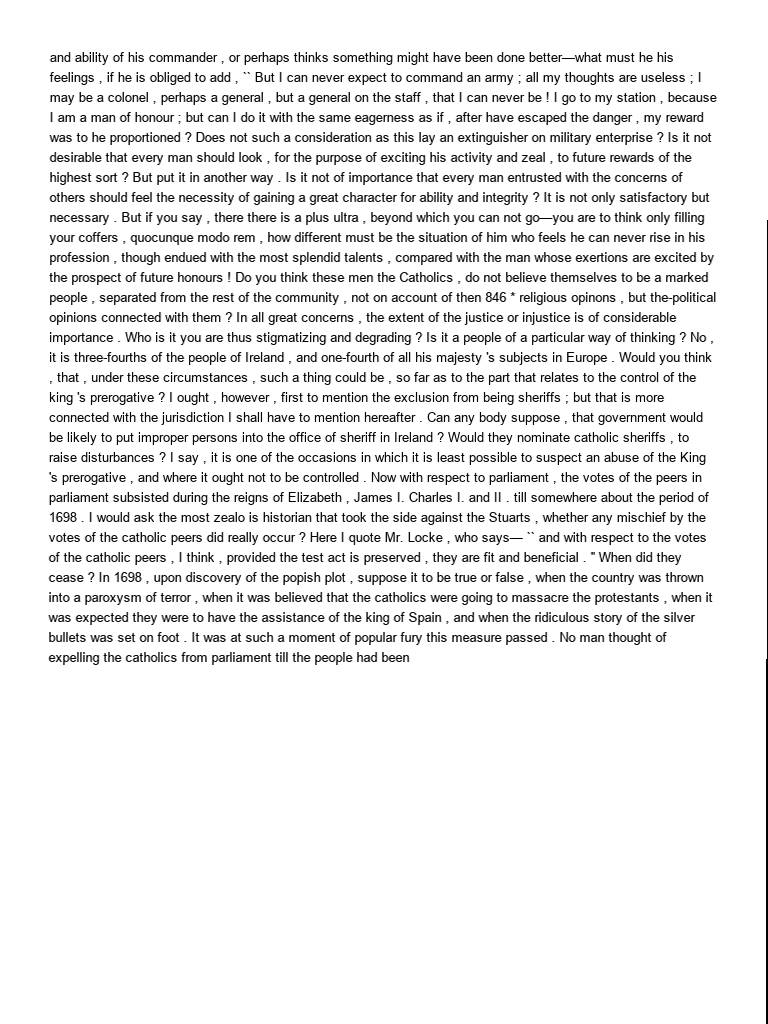 and ability of his commander , or perhaps thinks something might have been done better—what must he his
feelings , if he is obliged to add , `` But I can never expect to command an army ; all my thoughts are useless ; I
may be a colonel , perhaps a general , but a general on the staff , that I can never be ! I go to my station , because
I am a man of honour ; but can I do it with the same eagerness as if , after have escaped the danger , my reward
was to he proportioned ? Does not such a consideration as this lay an extinguisher on military enterprise ? Is it not
desirable that every man should look , for the purpose of exciting his activity and zeal , to future rewards of the
highest sort ? But put it in another way . Is it not of importance that every man entrusted with the concerns of
others should feel the necessity of gaining a great character for ability and integrity ? It is not only satisfactory but
necessary . But if you say , there there is a plus ultra , beyond which you can not go—you are to think only filling
your coffers , quocunque modo rem , how different must be the situation of him who feels he can never rise in his
profession , though endued with the most splendid talents , compared with the man whose exertions are excited by
the prospect of future honours ! Do you think these men the Catholics , do not believe themselves to be a marked
people , separated from the rest of the community , not on account of then 846 * religious opinons , but the-political
opinions connected with them ? In all great concerns , the extent of the justice or injustice is of considerable
importance . Who is it you are thus stigmatizing and degrading ? Is it a people of a particular way of thinking ? No ,
it is three-fourths of the people of Ireland , and one-fourth of all his majesty 's subjects in Europe . Would you think
, that , under these circumstances , such a thing could be , so far as to the part that relates to the control of the
king 's prerogative ? I ought , however , first to mention the exclusion from being sheriffs ; but that is more
connected with the jurisdiction I shall have to mention hereafter . Can any body suppose , that government would
be likely to put improper persons into the office of sheriff in Ireland ? Would they nominate catholic sheriffs , to
raise disturbances ? I say , it is one of the occasions in which it is least possible to suspect an abuse of the King
's prerogative , and where it ought not to be controlled . Now with respect to parliament , the votes of the peers in
parliament subsisted during the reigns of Elizabeth , James I. Charles I. and II . till somewhere about the period of
1698 . I would ask the most zealo is historian that took the side against the Stuarts , whether any mischief by the
votes of the catholic peers did really occur ? Here I quote Mr. Locke , who says— `` and with respect to the votes
of the catholic peers , I think , provided the test act is preserved , they are fit and beneficial . '' When did they
cease ? In 1698 , upon discovery of the popish plot , suppose it to be true or false , when the country was thrown
into a paroxysm of terror , when it was believed that the catholics were going to massacre the protestants , when it
was expected they were to have the assistance of the king of Spain , and when the ridiculous story of the silver
bullets was set on foot . It was at such a moment of popular fury this measure passed . No man thought of
expelling the catholics from parliament till the people had been